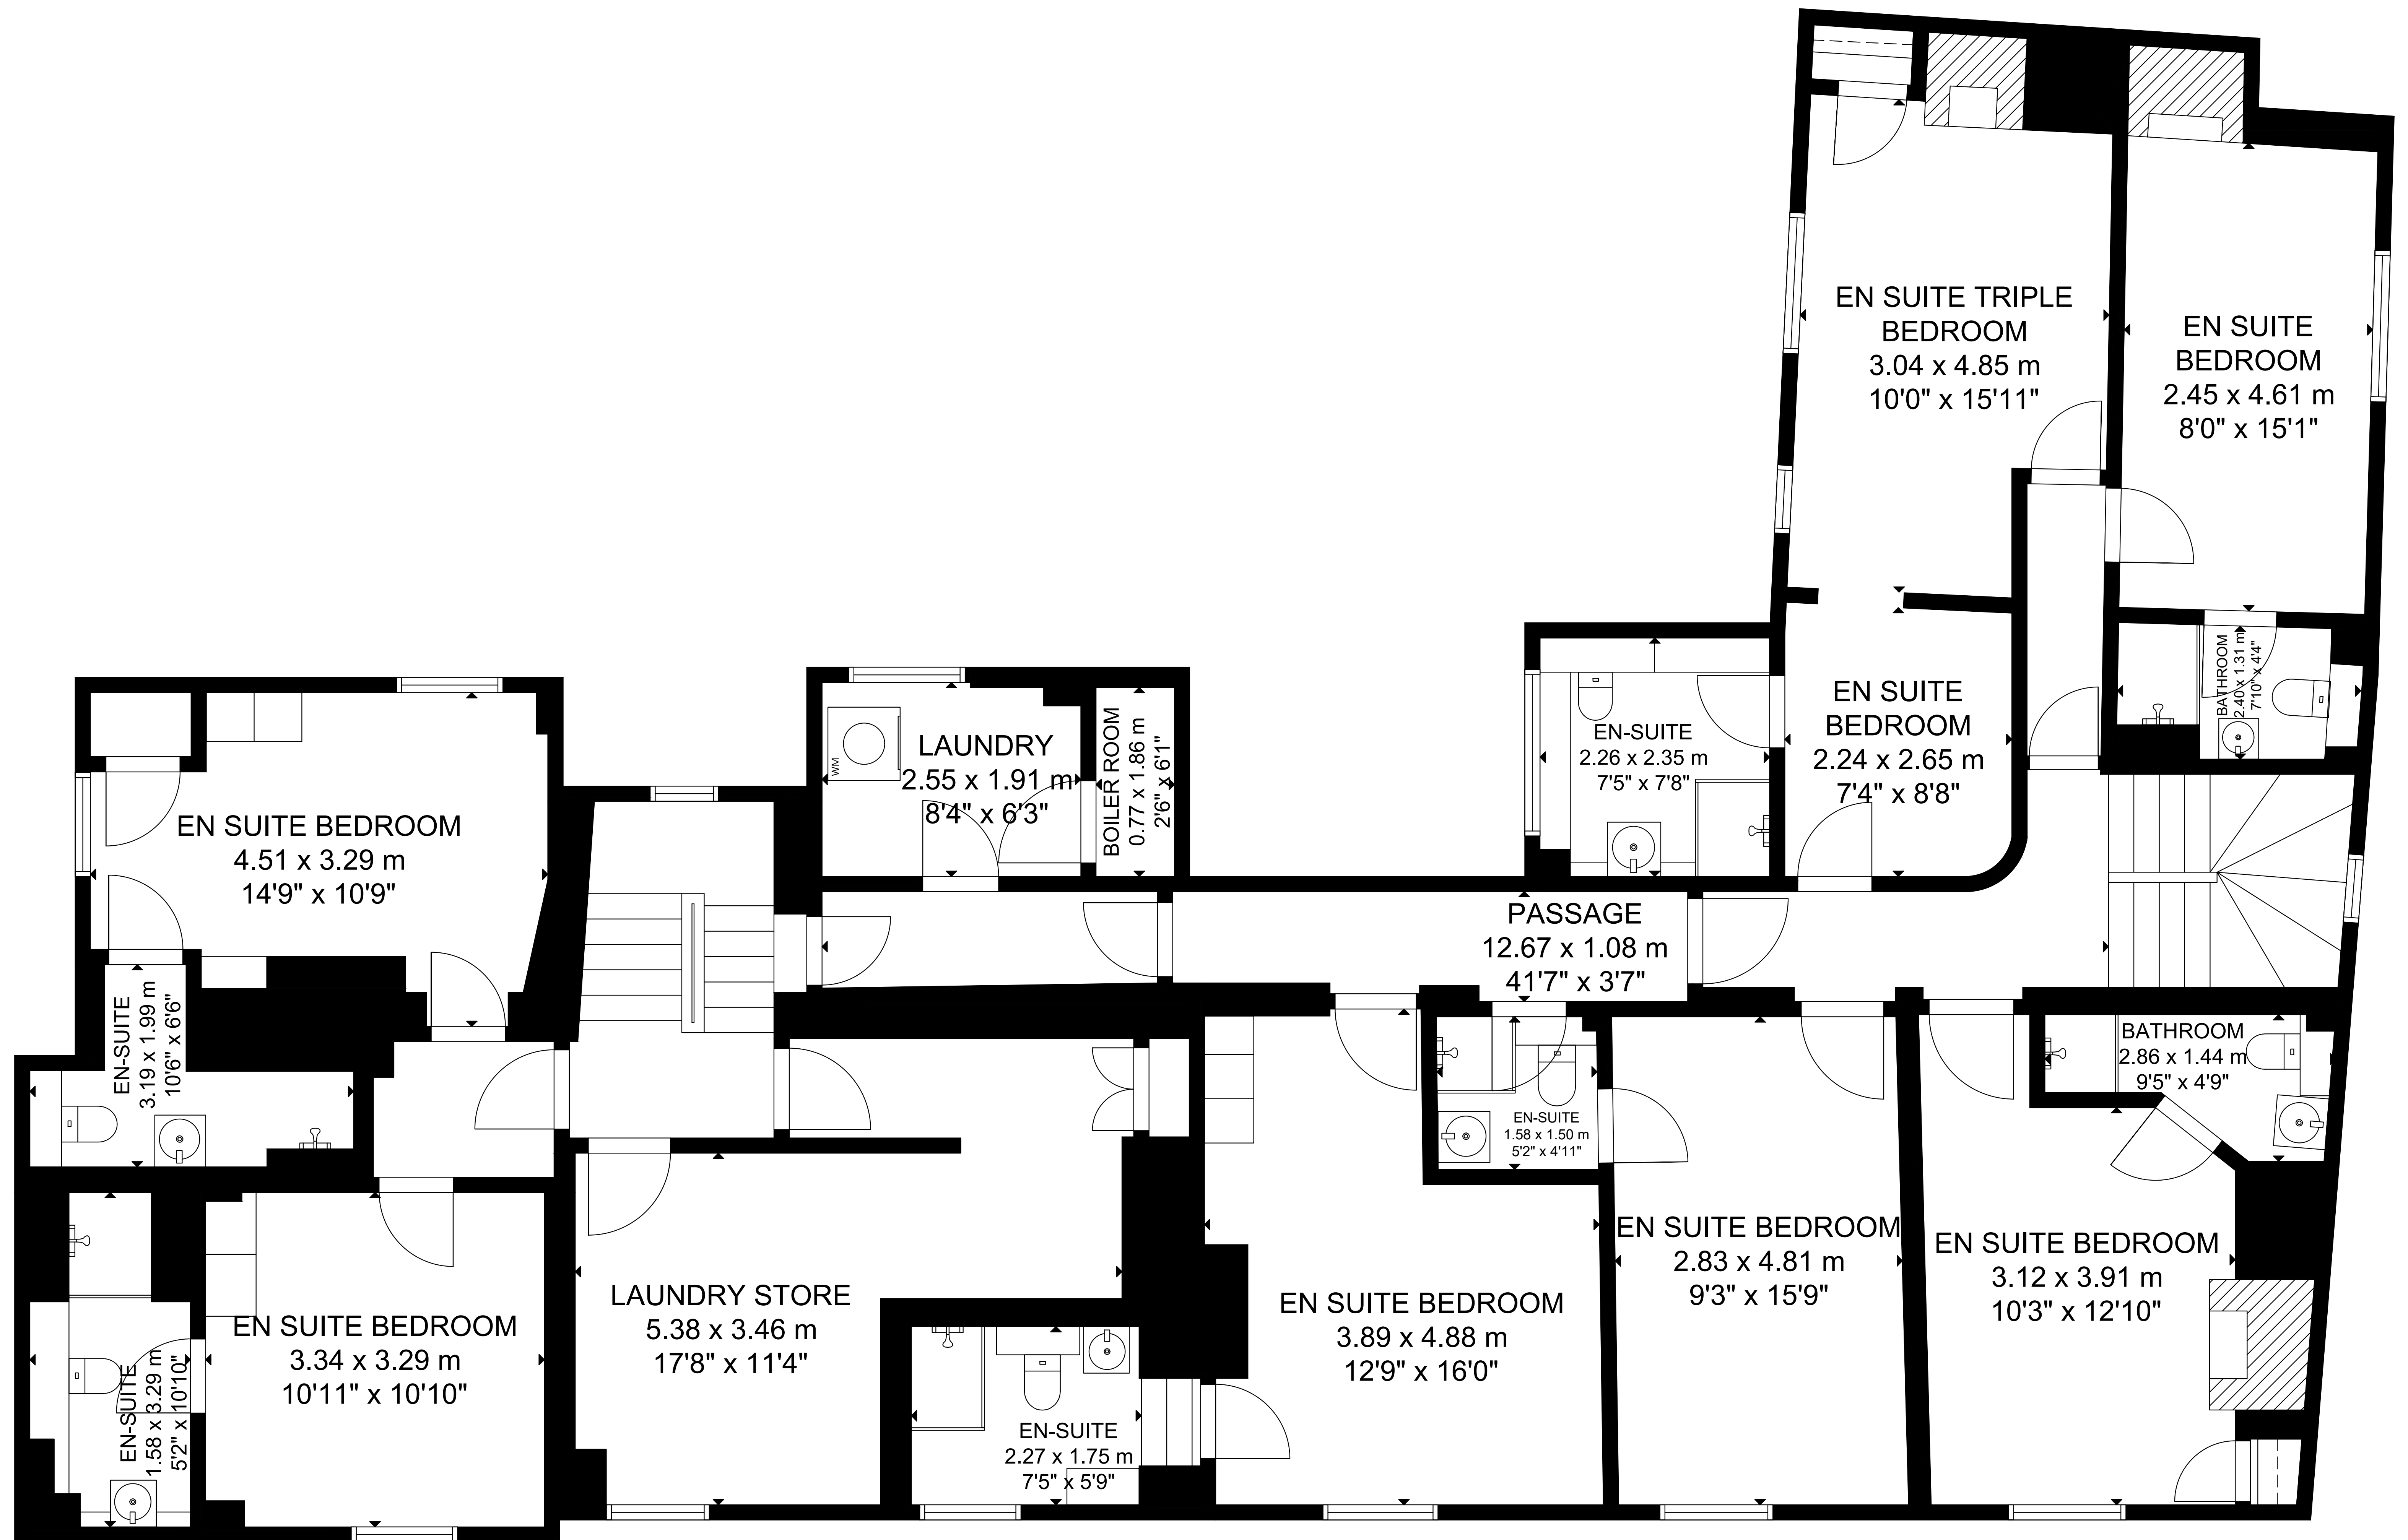 EN SUITE TRIPLE
BEDROOM
3.04 x 4.85 m
10'0" x 15'11"
EN SUITE
BEDROOM
2.45 x 4.61 m
8'0" x 15'1"
BATHROOM
2.40 x 1.31 m
7'10" x 4'4"
EN SUITE
BEDROOM
2.24 x 2.65 m
7'4" x 8'8"
EN-SUITE
2.26 x 2.35 m
7'5" x 7'8"
LAUNDRY
2.55 x 1.91 m
8'4" x 6'3"
WM
BOILER ROOM
0.77 x 1.86 m
2'6" x 6'1"
EN SUITE BEDROOM
4.51 x 3.29 m
14'9" x 10'9"
PASSAGE
12.67 x 1.08 m
41'7" x 3'7"
EN-SUITE
3.19 x 1.99 m
10'6" x 6'6"
BATHROOM
2.86 x 1.44 m
9'5" x 4'9"
EN-SUITE
1.58 x 1.50 m
5'2" x 4'11"
EN SUITE BEDROOM
2.83 x 4.81 m
9'3" x 15'9"
EN SUITE BEDROOM
3.12 x 3.91 m
10'3" x 12'10"
LAUNDRY STORE
5.38 x 3.46 m
17'8" x 11'4"
EN SUITE BEDROOM
3.89 x 4.88 m
12'9" x 16'0"
EN SUITE BEDROOM
3.34 x 3.29 m
10'11" x 10'10"
EN-SUITE
1.58 x 3.29 m
5'2" x 10'10"
EN-SUITE
2.27 x 1.75 m
7'5" x 5'9"